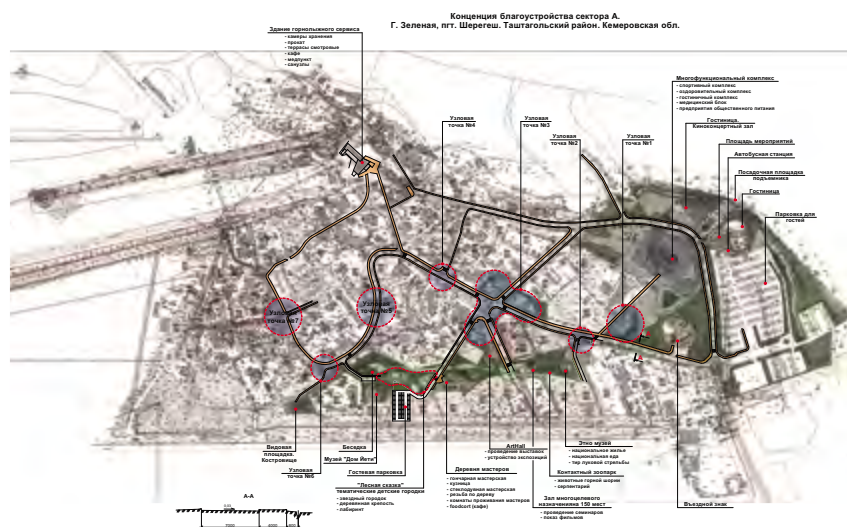 Концепция благоустройства сектора А.
Г. Зеленая, пгт. Шерегеш. Таштагольский район. Кемеровская обл.
Здание горнолыжного сервиса
- камеры хранения
- прокат
- террасы смотровые
- кафе
- медпункт
- санузлы
Узловая
точка №4
Узловая
точка №3
Узловая
точка №2
Узловая
точка №1
Многофункциональный комплекс
- спортивный комплекс
- оздоровительный комплекс
- гостиничный комплекс
- медицинский блок
- предприятия общественного питания
Гостиница.
Киноконцертный зал
Площадь мероприятий
Автобусная станция
Посадочная площадка
подъемника
Гостиница
Парковка для
гостей
Узловая
точка №7
Узловая
точка №5
Видовая
площадка.
Костровище
Узловая
точка №6
Беседка
Музей "Дом Йети"
Гостевая парковка
"Лесная сказка"
тематические детские городки
- звездный городок
- деревянная крепость
- лабиринт
Деревня мастеров
- гончарная мастерская
- кузница
- стеклодувная мастерская
- резьба по дереву
- комнаты проживания мастеров
- foodcort (кафе)
ArtHall
- проведение выставок
- устройство экспозиций
Этно музей
- национальное жилье
- национальная еда
- тир луковой стрельбы
Контактный зоопарк
- животные горной шории
- серпентарий
Зал многоцелевого
назначенияна 150 мест
- проведение семинаров
- показ фильмов
Въездной знак
А-А
7000
4000